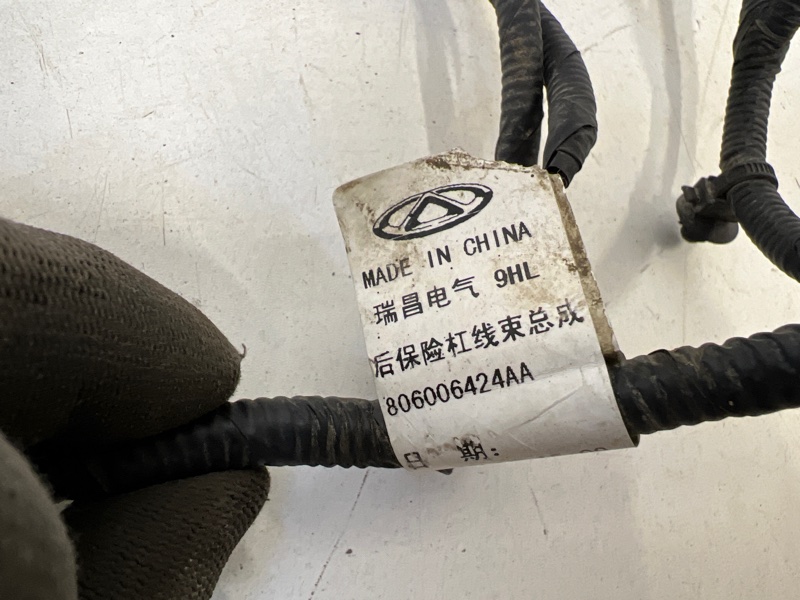 MADE IN CHINA
瑞昌电气 9HL
后保险杠线束总成
806006424AA
日 期: